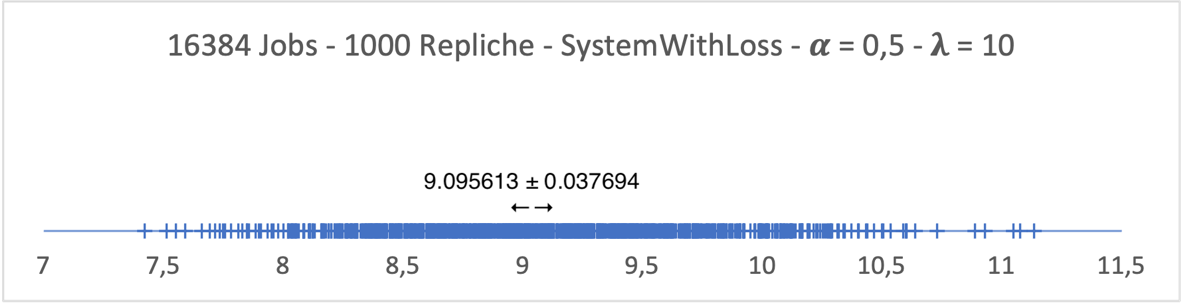 16384 Jobs - 1000 Repliche - SystemWithLoss - α = 0,5 - λ = 10
9.095613 ± 0.037694
7 7,5 8 8,5 9 9,5 10 10,5 11 11,5